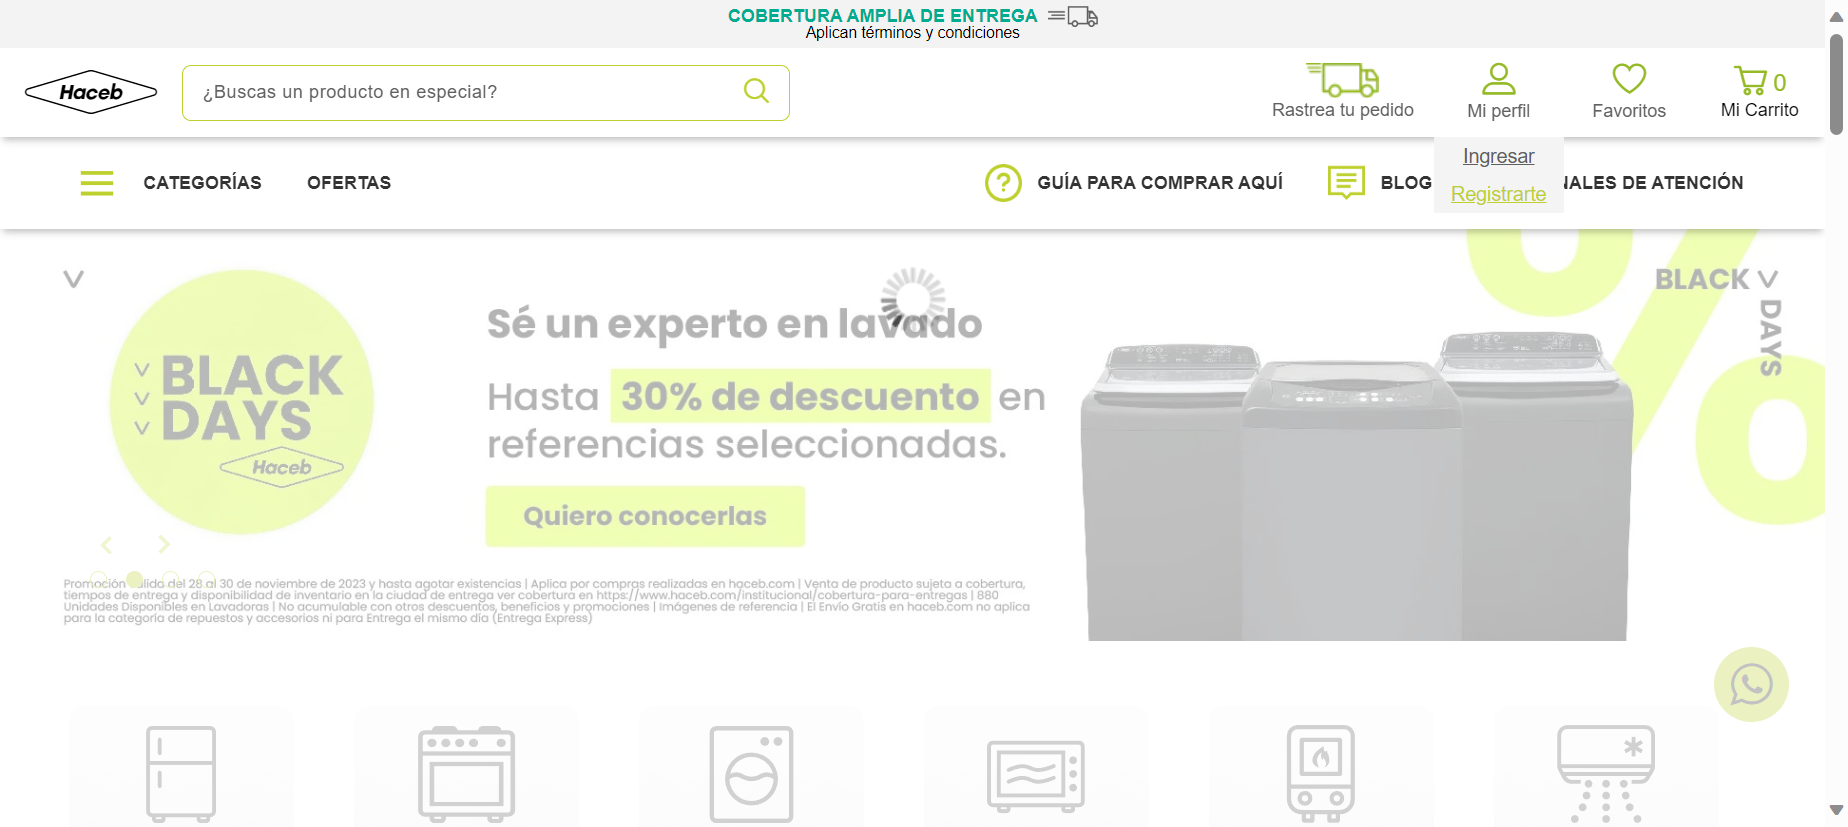 COBERTURA AMPLIA DE ENTREGA
Aplican términos y condiciones
Haceb
¿Buscas un producto en especial?
Rastrea tu pedido
Mi perfil
Favoritos
0
Mi Carrito
Ingresar
Registrarte
CATEGORÍAS
OFERTAS
GUÍA PARA COMPRAR AQUÍ
BLOG
NALES DE ATENCIÓN
BLACK
DAYS
Haceb
Sé un experto en lavado
Hasta 30% de descuento en
referencias seleccionadas.
Quiero conocerlas
BLACK
DAYS
%
Promoción válida del 28 al 30 de noviembre de 2023 y hasta agotar existencias | Aplica por compras realizadas en haceb.com | Venta de producto sujeta a cobertura,
tiempos de entrega y disponibilidad de inventario en la ciudad de entrega ver cobertura en https://www.haceb.com/institucional/cobertura-para-entregas | 880
Unidades Disponibles en Lavadoras | No acumulable con otros descuentos, beneficios y promociones | Imágenes de referencia | El Envío Gratis en haceb.com no aplica
para la categoría de repuestos y accesorios ni para Entrega el mismo día (Entrega Express)